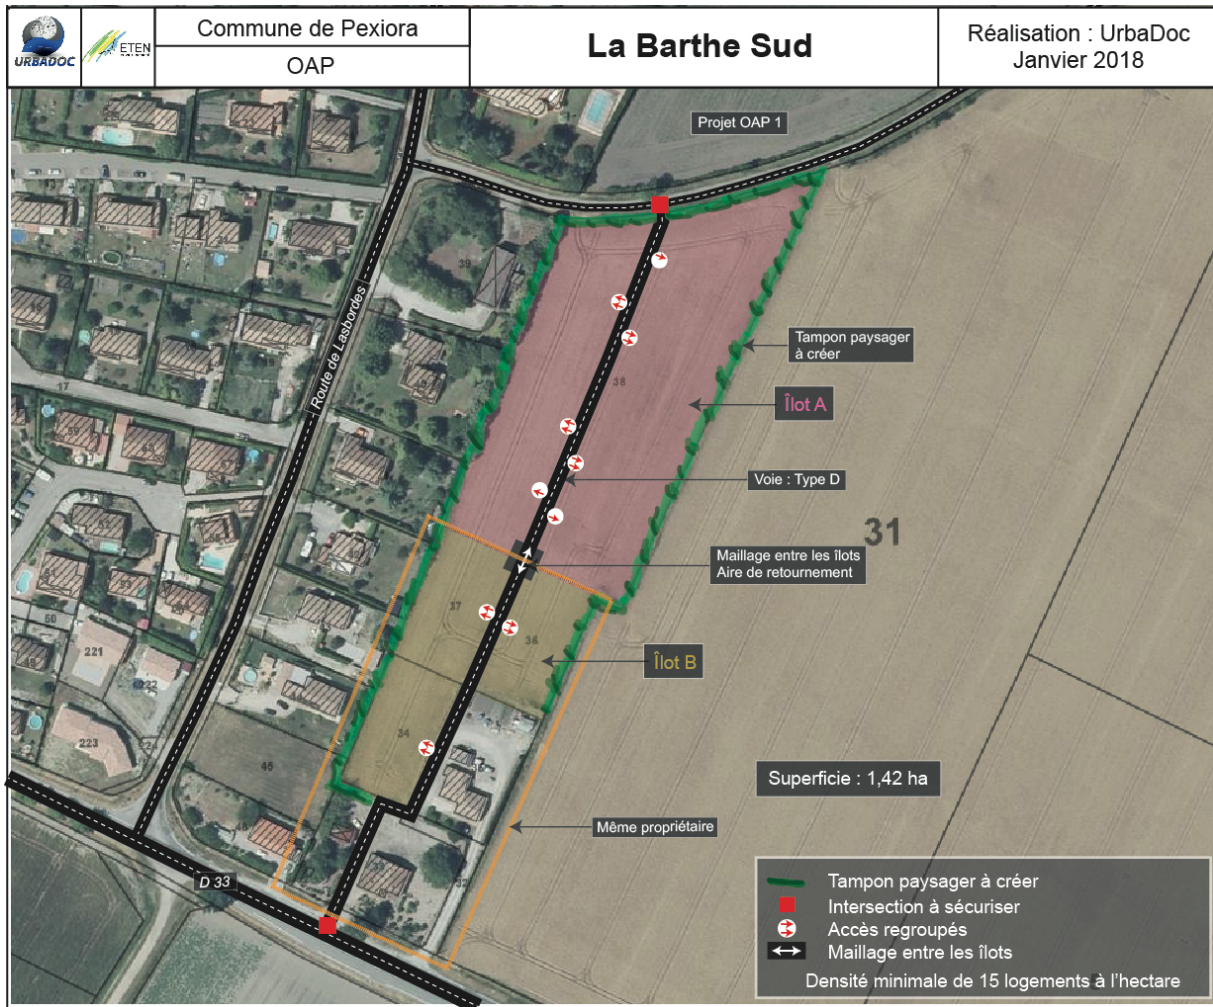 URBADOC
ETEN
Commune de Pexiora
OAP
La Barthe Sud
Réalisation : UrbaDoc
Janvier 2018
Projet OAP 1
Route de Lasbordes
Tampon paysager
à créer
Îlot A
Voie : Type D
Maillage entre les îlots
Aire de retournement
Îlot B
31
39
38
37
36
34
46
17
50
221
223
Superficie : 1,42 ha
Même propriétaire
D 33
Tampon paysager à créer
Intersection à sécuriser
Accès regroupés
Maillage entre les îlots
Densité minimale de 15 logements à l'hectare